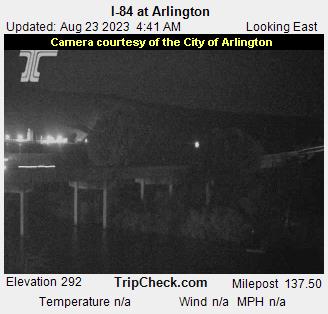 I-84 at Arlington
Updated: Aug 23 2023 4:41 AM Looking East
Camera courtesy of the City of Arlington
Elevation 292 TripCheck.com Milepost 137.50
Temperature n/a Wind n/a MPH n/a